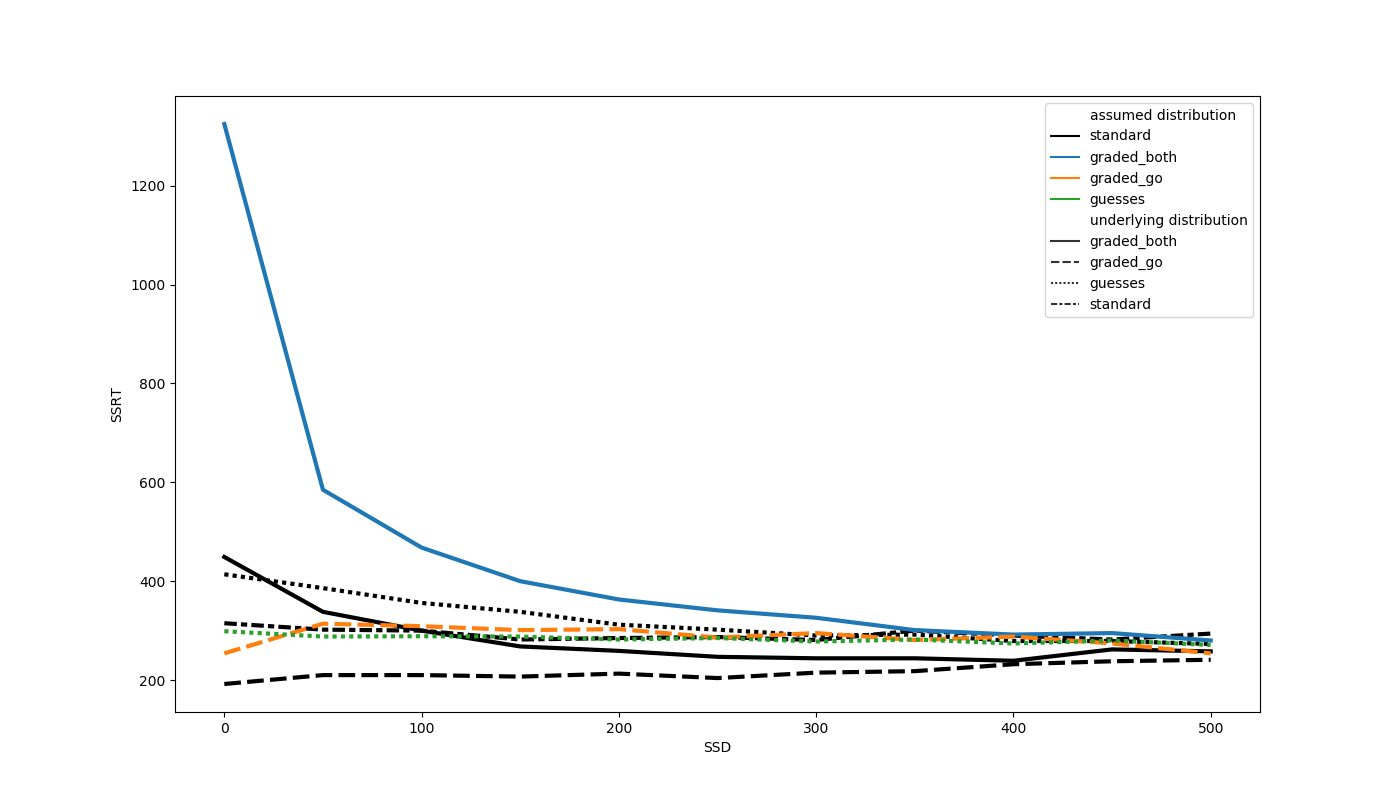 assumed distribution
standard
graded_both
graded_go
guesses
underlying distribution
graded_both
graded_go
guesses
standard
1200
1000
800
600
400
200
SSRT
0 100 200 300 400 500
SSD